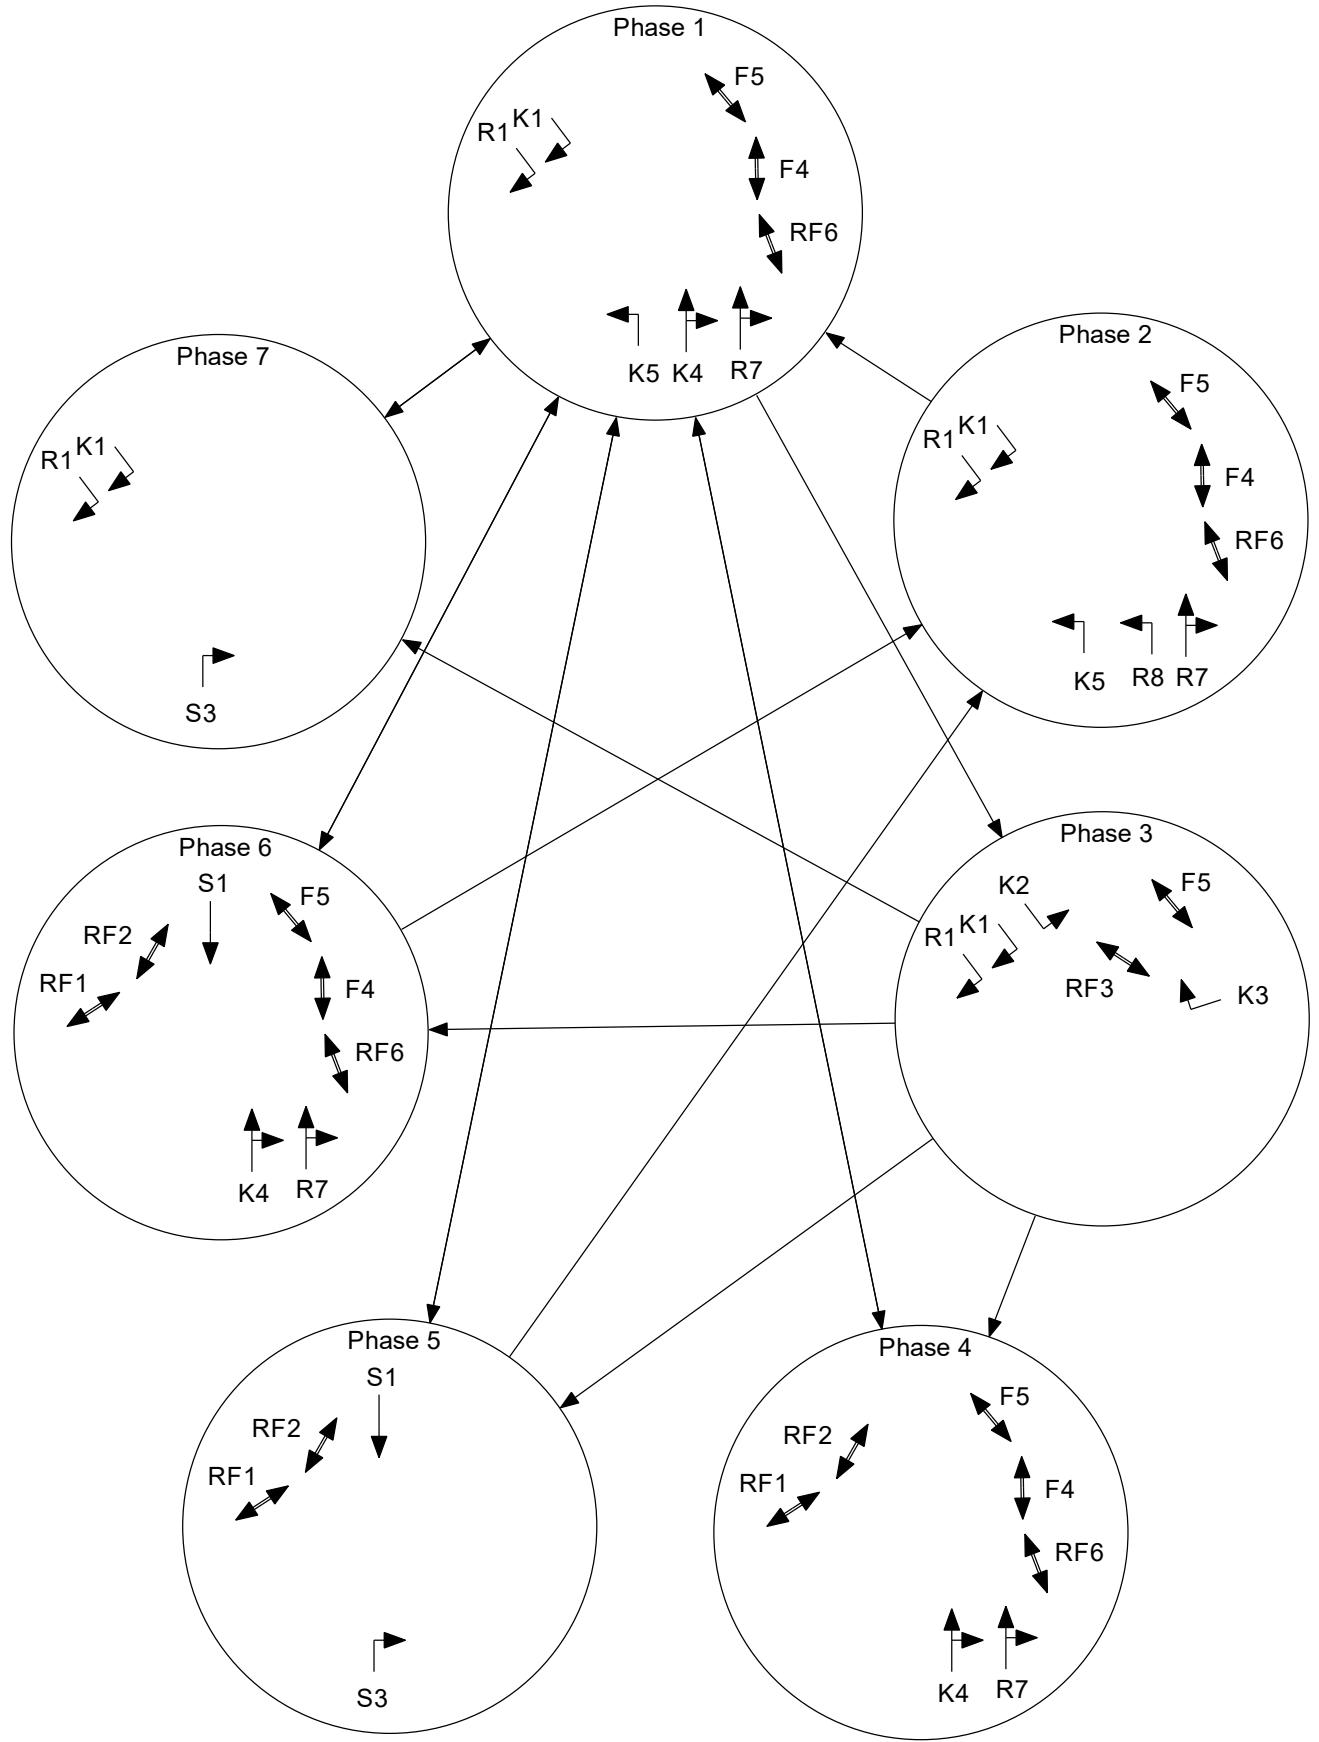 Phase 1
F5
R1 K1
F4
RF6
K5 K4 R7
Phase 2
F5
R1 K1
F4
RF6
K5 R8 R7
Phase 7
R1 K1
S3
Phase 6
S1
F5
RF2
RF1
F4
RF6
K4 R7
Phase 3
K2
F5
R1 K1
RF3
K3
Phase 5
S1
RF2
RF1
S3
Phase 4
F5
RF2
RF1
F4
RF6
K4 R7